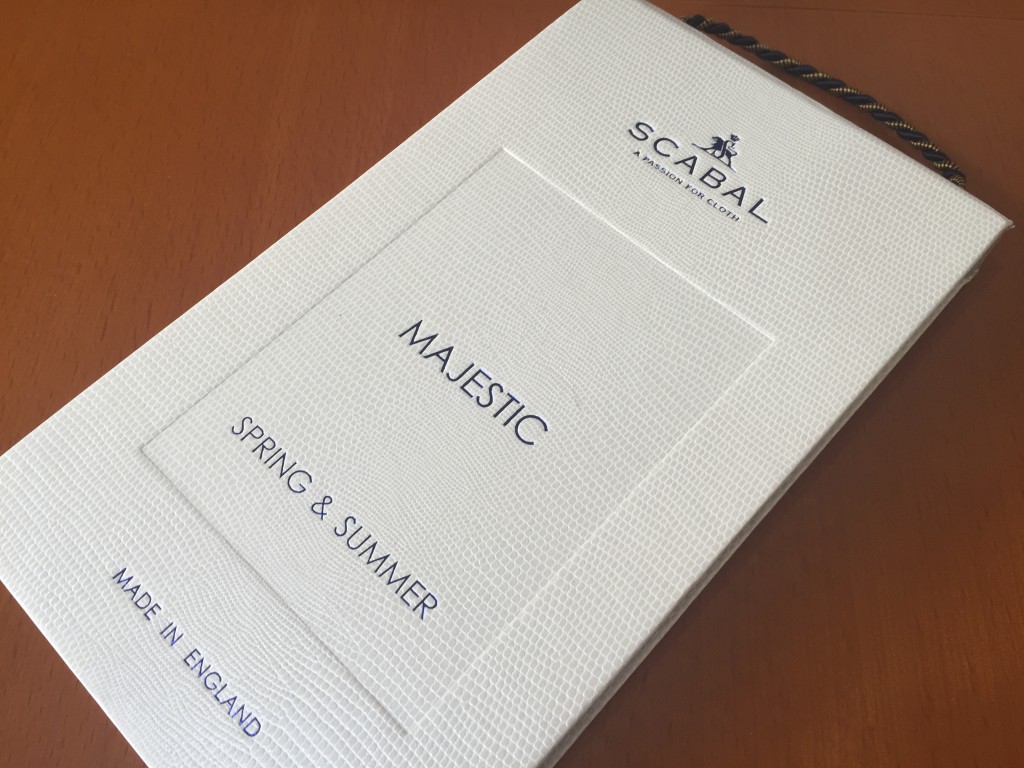 SCABAL
A PASSION FOR CLOTH
MAJESTIC
SPRING & SUMMER
MADE IN ENGLAND